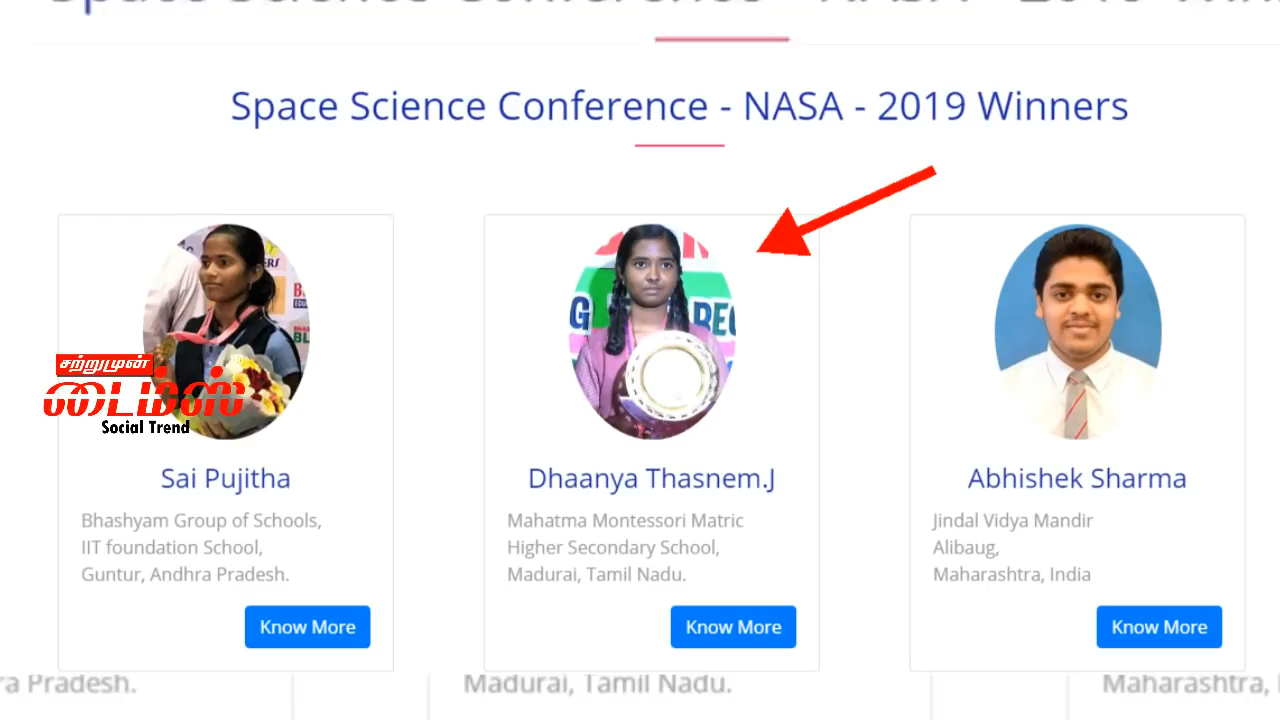 Space Science Conference - NASA - 2019 Winners
சற்றுமுன்
டைம்ஸ்
Social Trend
Sai Pujitha
Bhashyam Group of Schools,
IIT foundation School,
Guntur, Andhra Pradesh.
Know More
Dhaanya Thasnem.J
Mahatma Montessori Matric
Higher Secondary School,
Madurai, Tamil Nadu.
Know More
Abhishek Sharma
Jindal Vidya Mandir
Alibaug,
Maharashtra, India
Know More
Pradesh.
Madurai, Tamil Nadu.
Maharashtra,